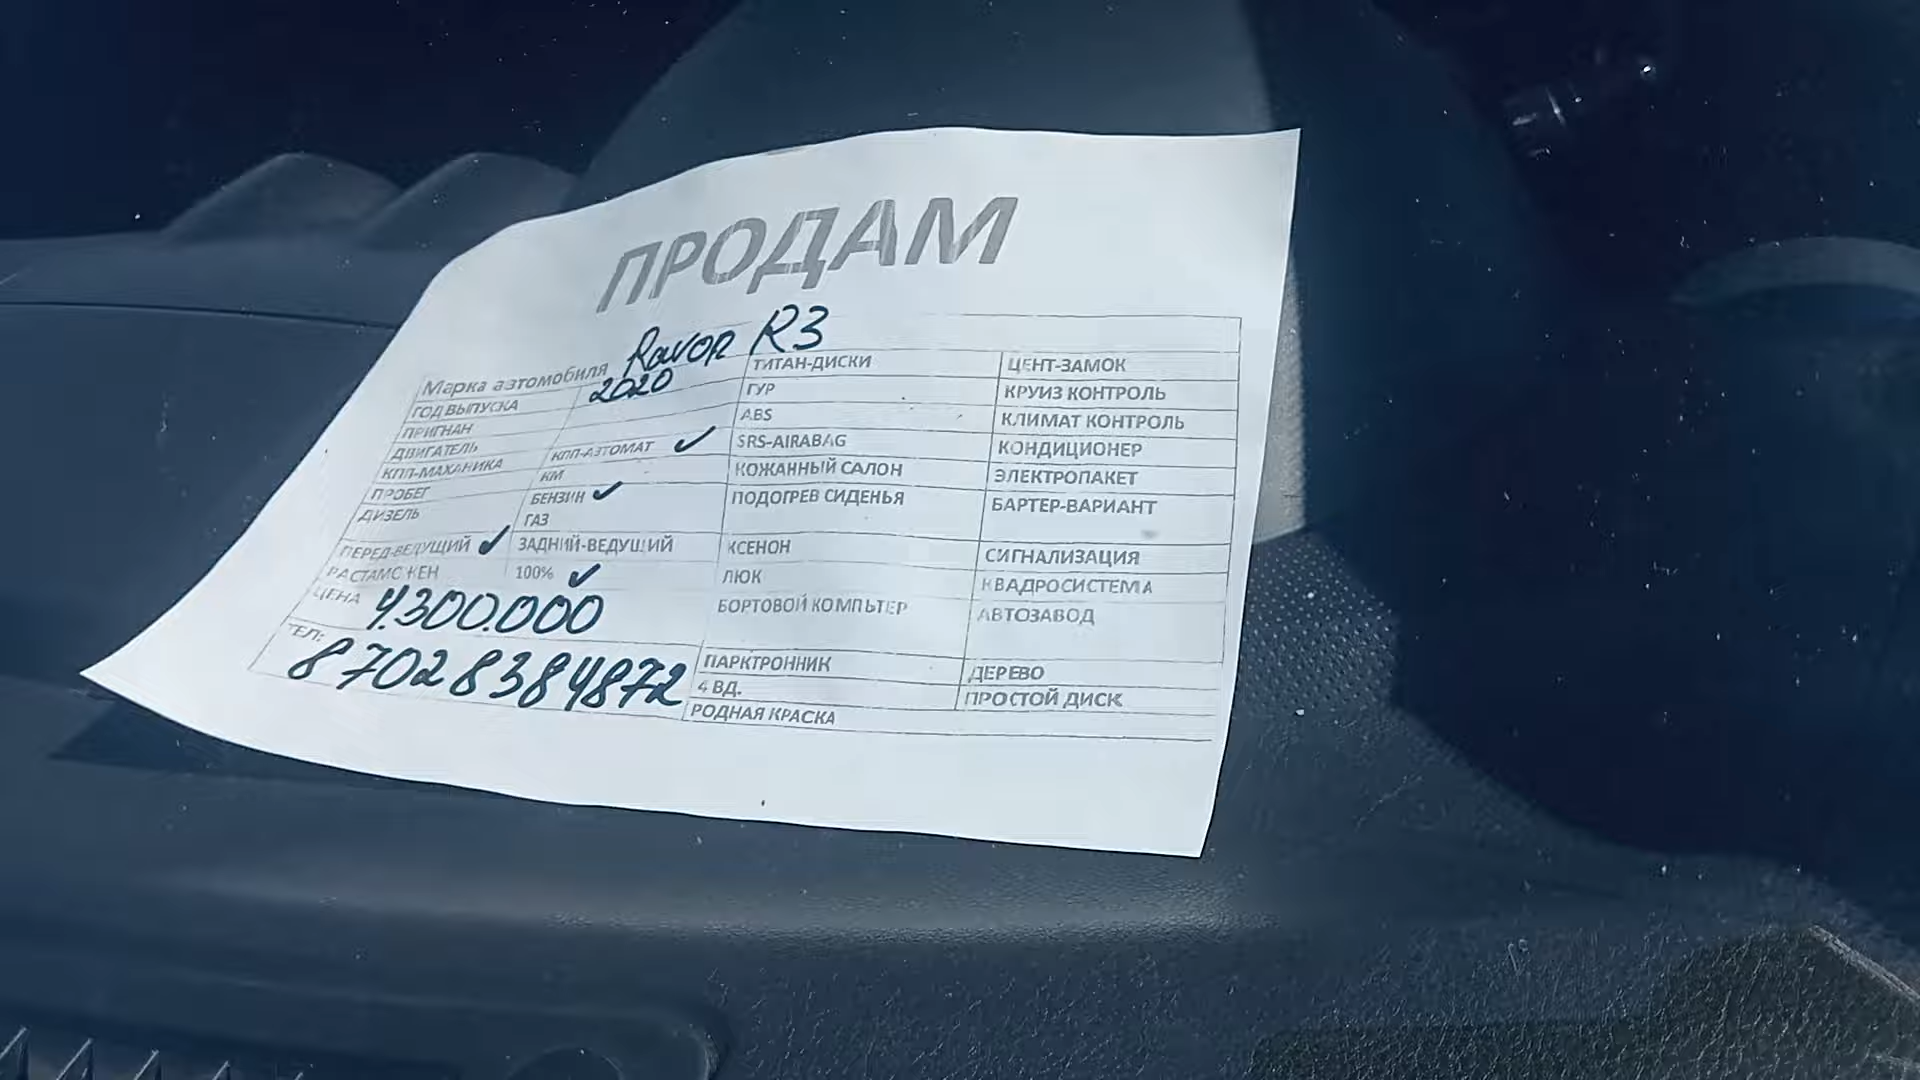 ПРОДАМ
Марка автомобиля Ravon R3
ГОД ВЫПУСКА 2020
ПРИГНАН
ДВИГАТЕЛЬ
КПП-МАХАНИКА КПП-АВТОМАТ ✓
ПРОБЕГ КМ
ДИЗЕЛЬ БЕНЗИН ✓
ГАЗ
ПЕРЕД-ВЕДУЩИЙ ✓ ЗАДНИЙ-ВЕДУЩИЙ
РАСТАМОЖЕН 100% ✓
ЦЕНА 4.300.000
ТЕЛ: 8 702 8384872
ТИТАН-ДИСКИ
ГУР
ABS
SRS-AIRABAG
КОЖАННЫЙ САЛОН
ПОДОГРЕВ СИДЕНЬЯ
КСЕНОН
ЛЮК
БОРТОВОЙ КОМПЬТЕР
ПАРКТРОННИК
4 ВД.
РОДНАЯ КРАСКА
ЦЕНТ-ЗАМОК
КРУИЗ КОНТРОЛЬ
КЛИМАТ КОНТРОЛЬ
КОНДИЦИОНЕР
ЭЛЕКТРОПАКЕТ
БАРТЕР-ВАРИАНТ
СИГНАЛИЗАЦИЯ
КВАДРОСИСТЕМА
АВТОЗАВОД
ДЕРЕВО
ПРОСТОЙ ДИСК